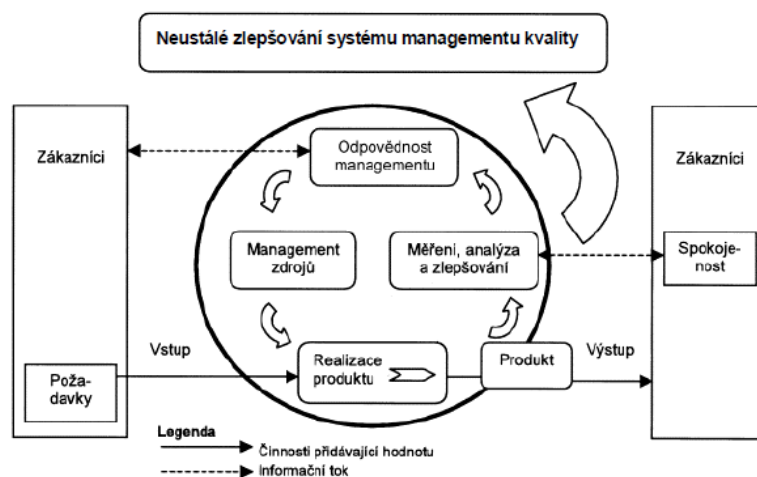 Neustálé zlepšování systému managementu kvality
Zákazníci
Odpovědnost
managementu
Zákazníci
Management
zdrojů
Měření, analýza
a zlepšování
Spokoje-
nost
Vstup
Realizace
produktu
Produkt
Výstup
Poža-
davky
Legenda
Činnosti přidávající hodnotu
Informační tok